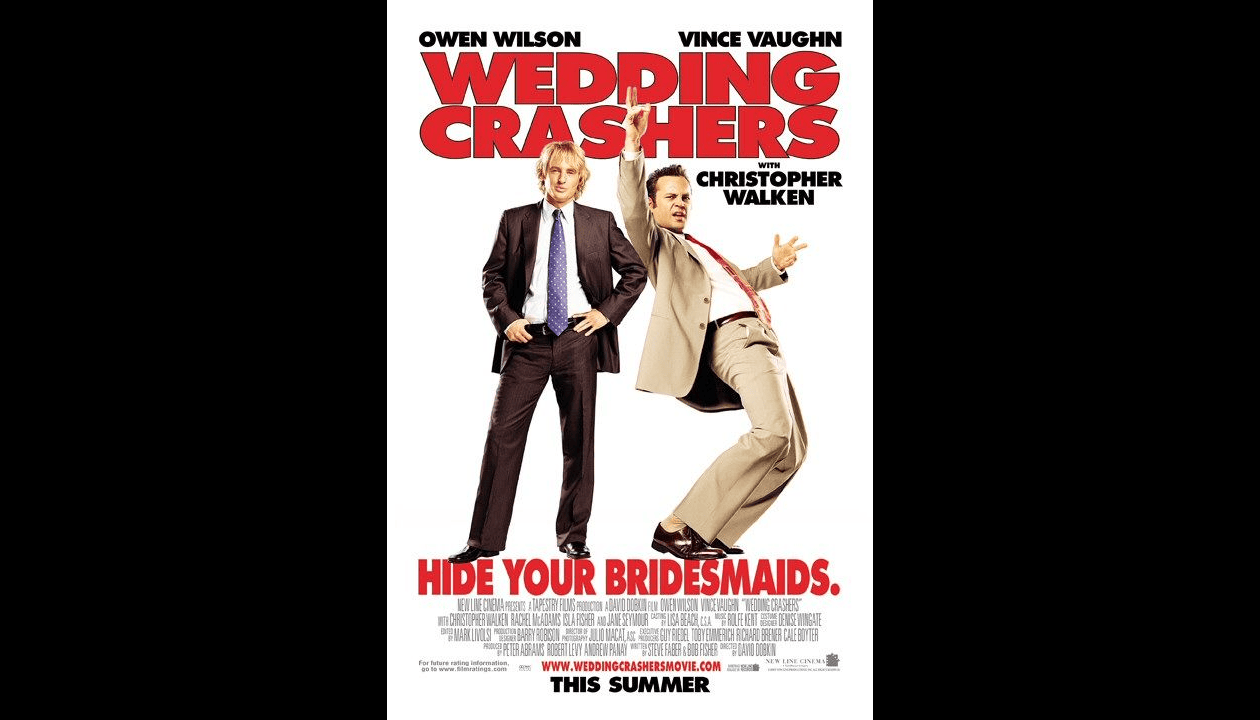 OWEN WILSON VINCE VAUGHN
WEDDING
CRASHERS
WITH
CHRISTOPHER
WALKEN
HIDE YOUR BRIDESMAIDS.
NEW LINE CINEMA PRESENTS A TAPESTRY FILMS PRODUCTION A DAVID DOBKIN FILM OWEN WILSON VINCE VAUGHN "WEDDING CRASHERS"
WITH CHRISTOPHER WALKEN RACHEL McADAMS ISLA FISHER AND JANE SEYMOUR CASTING BY LISA BEACH, C.S.A. MUSIC BY ROLFE KENT COSTUME DESIGNER DENISE WINGATE
EDITED BY MARK LIVOLSI PRODUCTION DESIGNER BARRY ROBISON DIRECTOR OF PHOTOGRAPHY JULIO MACAT, ASC EXECUTIVE PRODUCERS GUY RIEDEL TOBY EMMERICH RICHARD BRENER CALE BOYTER
PRODUCED BY PETER ABRAMS ROBERT LEVY ANDREW PANAY WRITTEN BY STEVE FABER & BOB FISHER DIRECTED BY DAVID DOBKIN
For future rating information,
go to www.filmratings.com
WWW.WEDDINGCRASHERSMOVIE.COM
NEW LINE CINEMA
THIS SUMMER